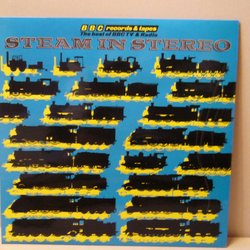 BBC records & tapes
The best of BBC TV & Radio
STEAM IN STEREO